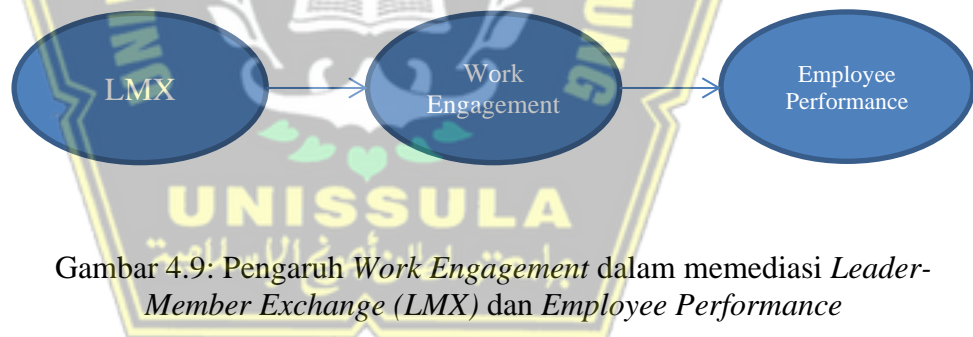 LMX
Work
Engagement
Employee
Performance
UNISSULA
Gambar 4.9: Pengaruh Work Engagement dalam memediasi Leader-
Member Exchange (LMX) dan Employee Performance